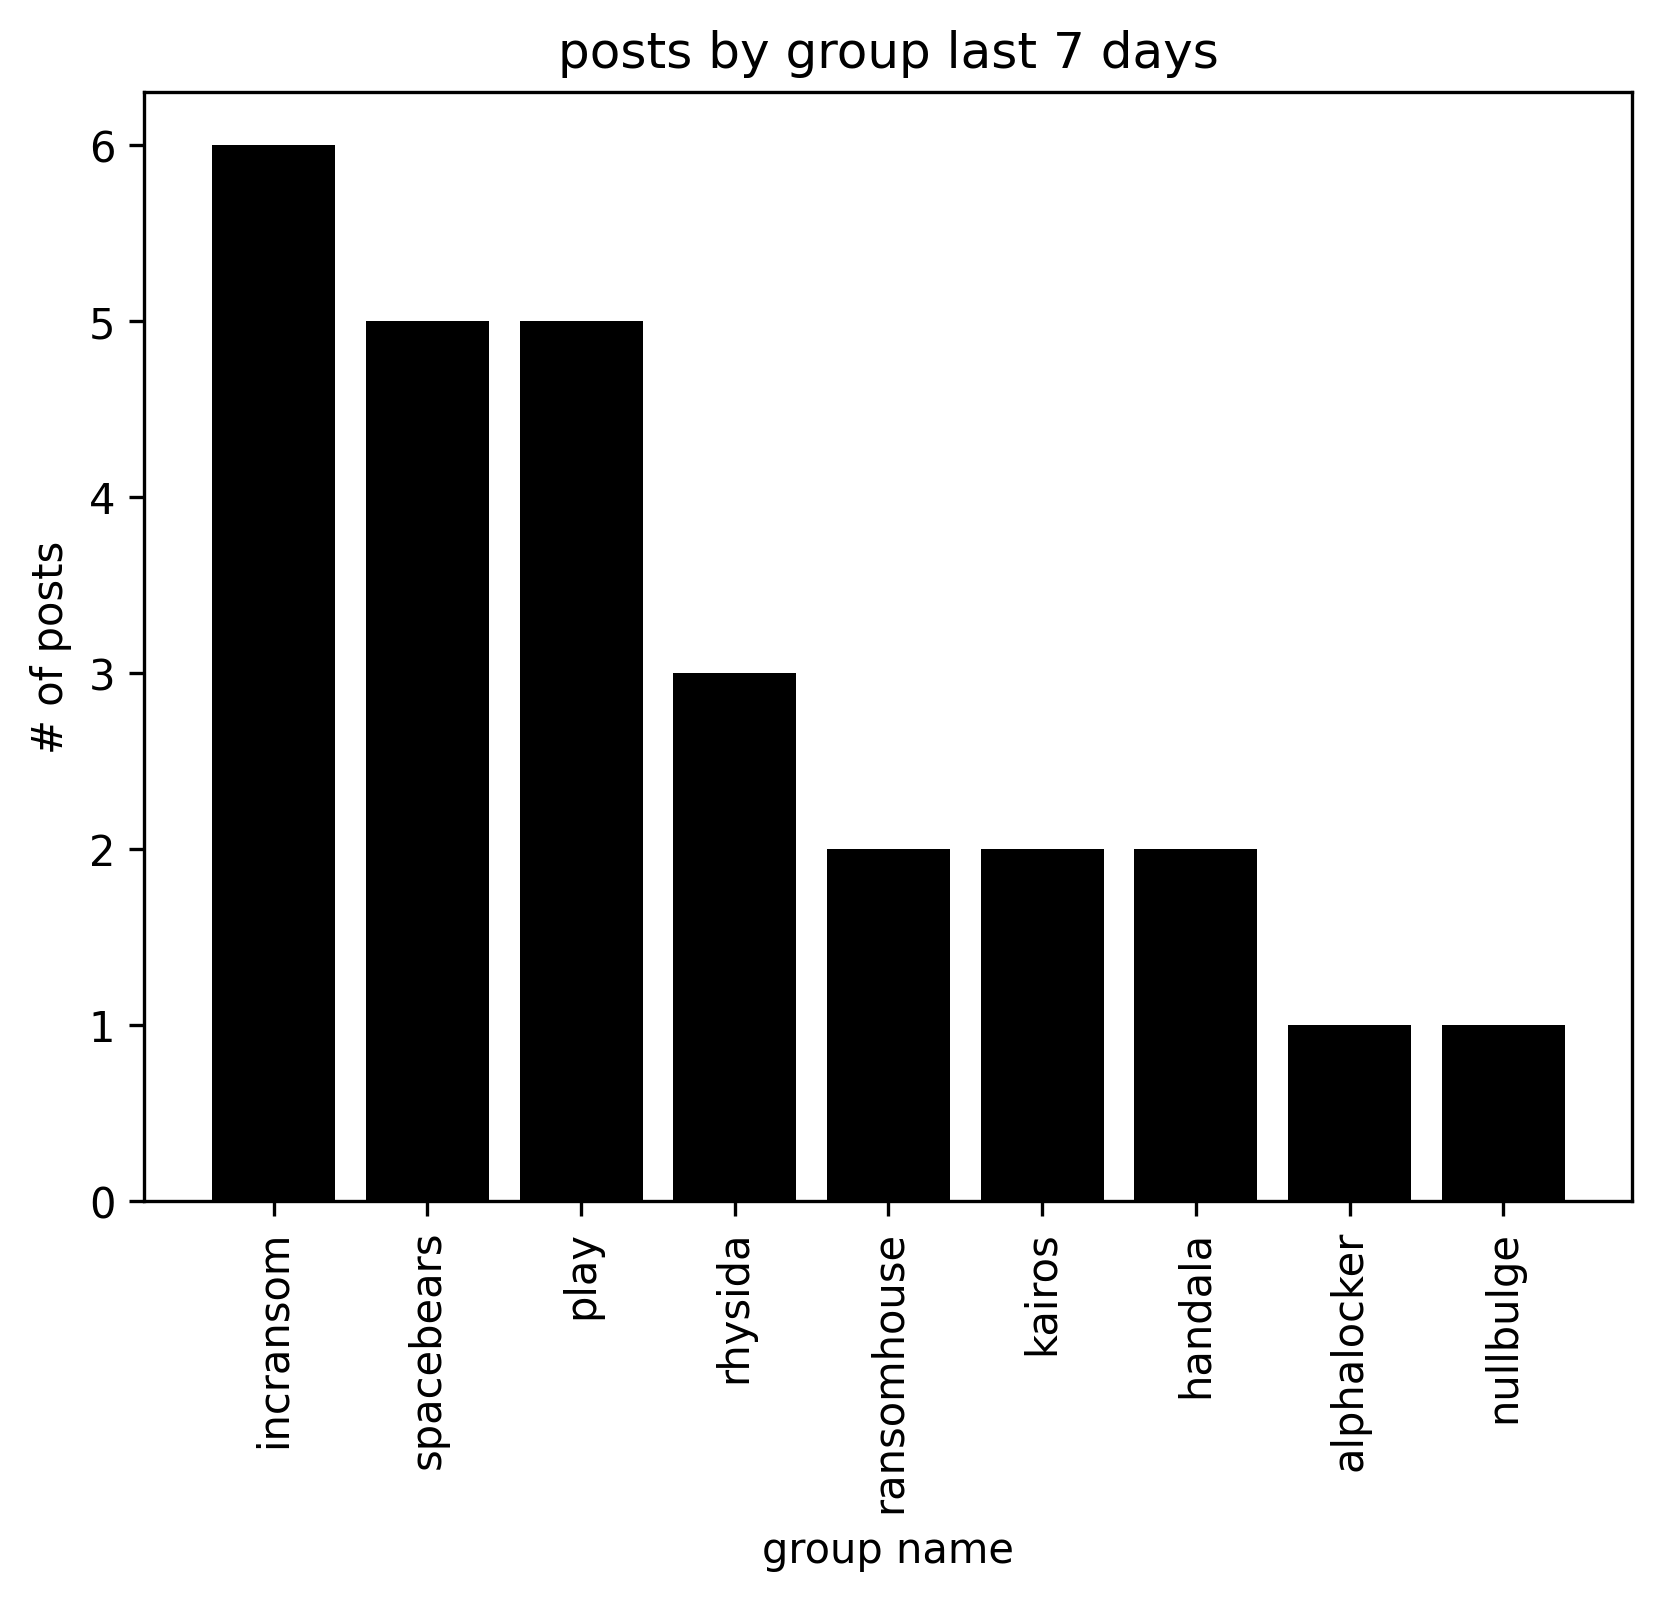 posts by group last 7 days
6
5
4
3
2
1
0
# of posts
incransom
spacebears
play
rhysida
ransomhouse
kairos
handala
alphalocker
nullbulge
group name